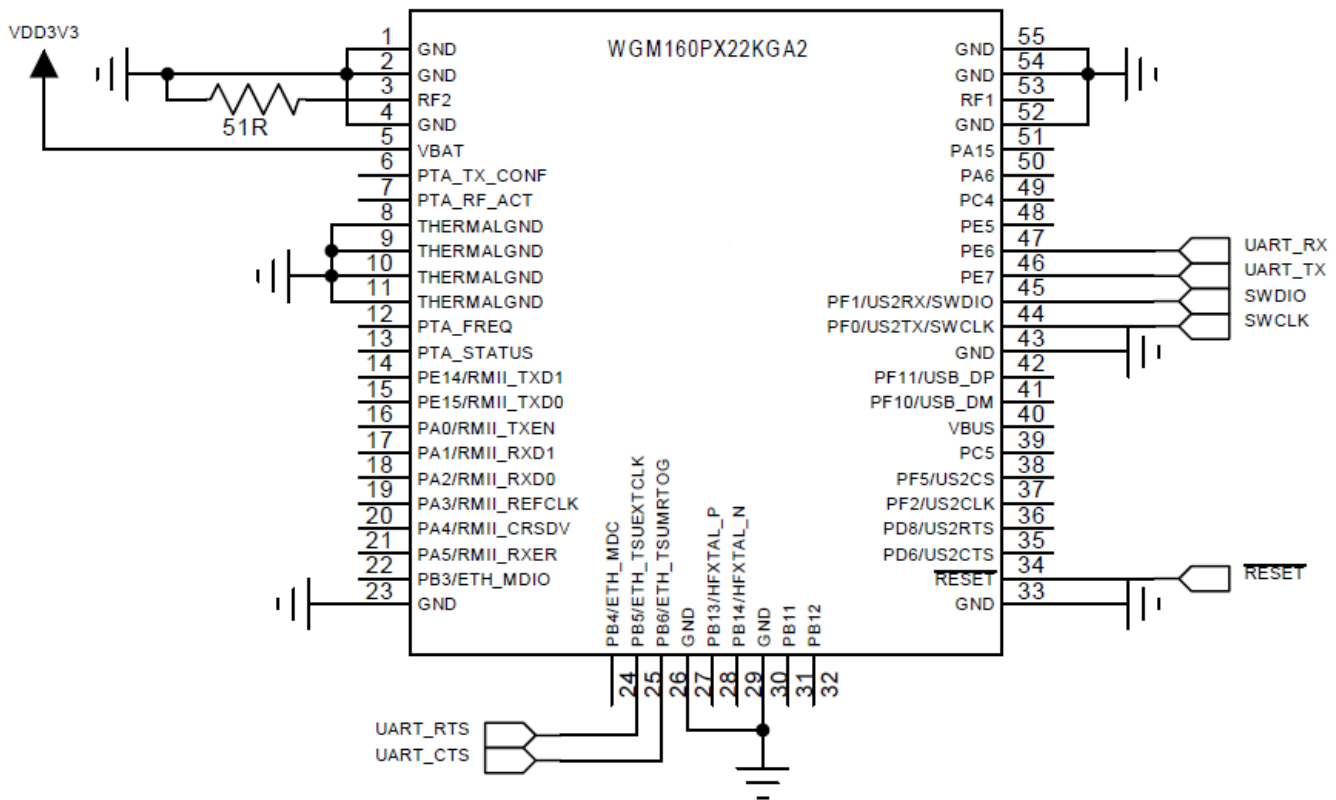 VDD3V3
WGM160PX22KGA2
51R
1 GND
2 GND
3 RF2
4 GND
5 VBAT
6 PTA_TX_CONF
7 PTA_RF_ACT
8 THERMALGND
9 THERMALGND
10 THERMALGND
11 THERMALGND
12 PTA_FREQ
13 PTA_STATUS
14 PE14/RMII_TXD1
15 PE15/RMII_TXD0
16 PA0/RMII_TXEN
17 PA1/RMII_RXD1
18 PA2/RMII_RXD0
19 PA3/RMII_REFCLK
20 PA4/RMII_CRSDV
21 PA5/RMII_RXER
22 PB3/ETH_MDIO
23 GND
PB4/ETH_MDC 24
PB5/ETH_TSUEXTCLK 25
PB6/ETH_TSUMRTOG 26
GND 27
PB13/HFXTAL_P 28
PB14/HFXTAL_N 29
GND 30
PB11 31
PB12 32
UART_RTS
UART_CTS
GND 55
GND 54
RF1 53
GND 52
PA15 51
PA6 50
PC4 49
PE5 48
PE6 47 UART_RX
PE7 46 UART_TX
PF1/US2RX/SWDIO 45 SWDIO
PF0/US2TX/SWCLK 44 SWCLK
GND 43
PF11/USB_DP 42
PF10/USB_DM 41
VBUS 40
PC5 39
PF5/US2CS 38
PF2/US2CLK 37
PD8/US2RTS 36
PD6/US2CTS 35
RESET 34 RESET
GND 33